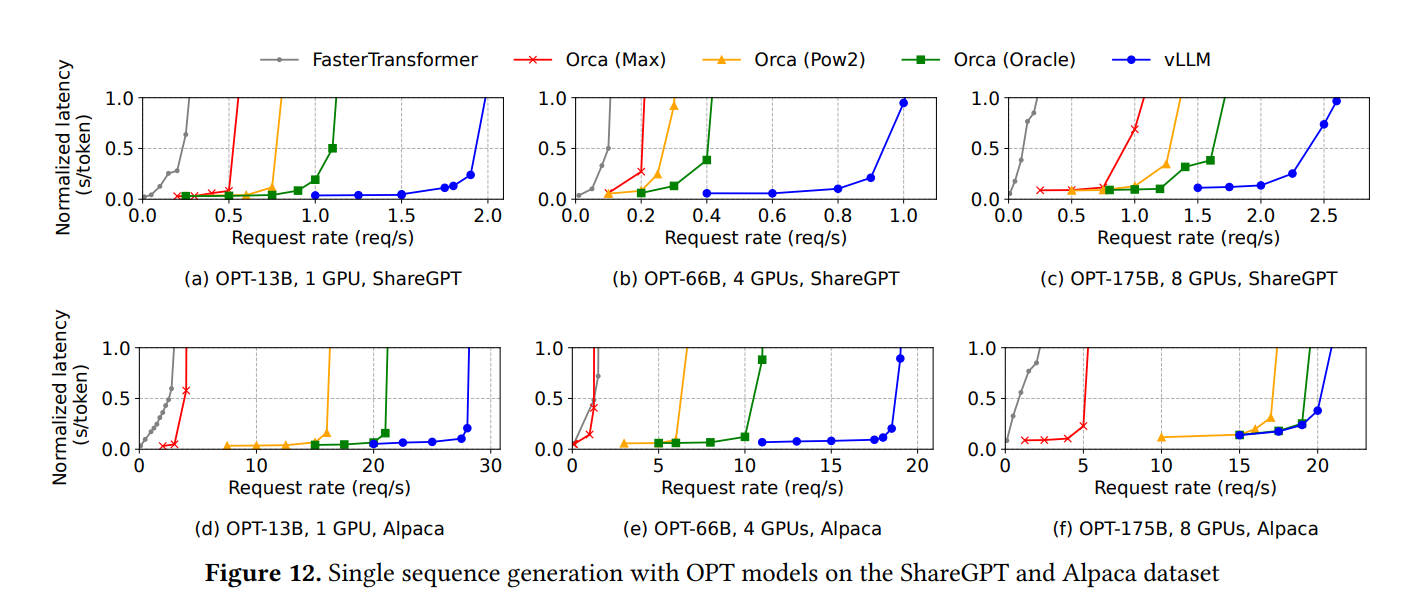 FasterTransformer Orca (Max) Orca (Pow2) Orca (Oracle) vLLM
Normalized latency
(s/token)
1.0
0.5
0.0
0.0 0.5 1.0 1.5 2.0
Request rate (req/s)
(a) OPT-13B, 1 GPU, ShareGPT
1.0
0.5
0.0
0.0 0.2 0.4 0.6 0.8 1.0
Request rate (req/s)
(b) OPT-66B, 4 GPUs, ShareGPT
1.0
0.5
0.0
0.0 0.5 1.0 1.5 2.0 2.5
Request rate (req/s)
(c) OPT-175B, 8 GPUs, ShareGPT
Normalized latency
(s/token)
1.0
0.5
0.0
0 10 20 30
Request rate (req/s)
(d) OPT-13B, 1 GPU, Alpaca
1.0
0.5
0.0
0 5 10 15 20
Request rate (req/s)
(e) OPT-66B, 4 GPUs, Alpaca
1.0
0.5
0.0
0 5 10 15 20
Request rate (req/s)
(f) OPT-175B, 8 GPUs, Alpaca
Figure 12. Single sequence generation with OPT models on the ShareGPT and Alpaca dataset